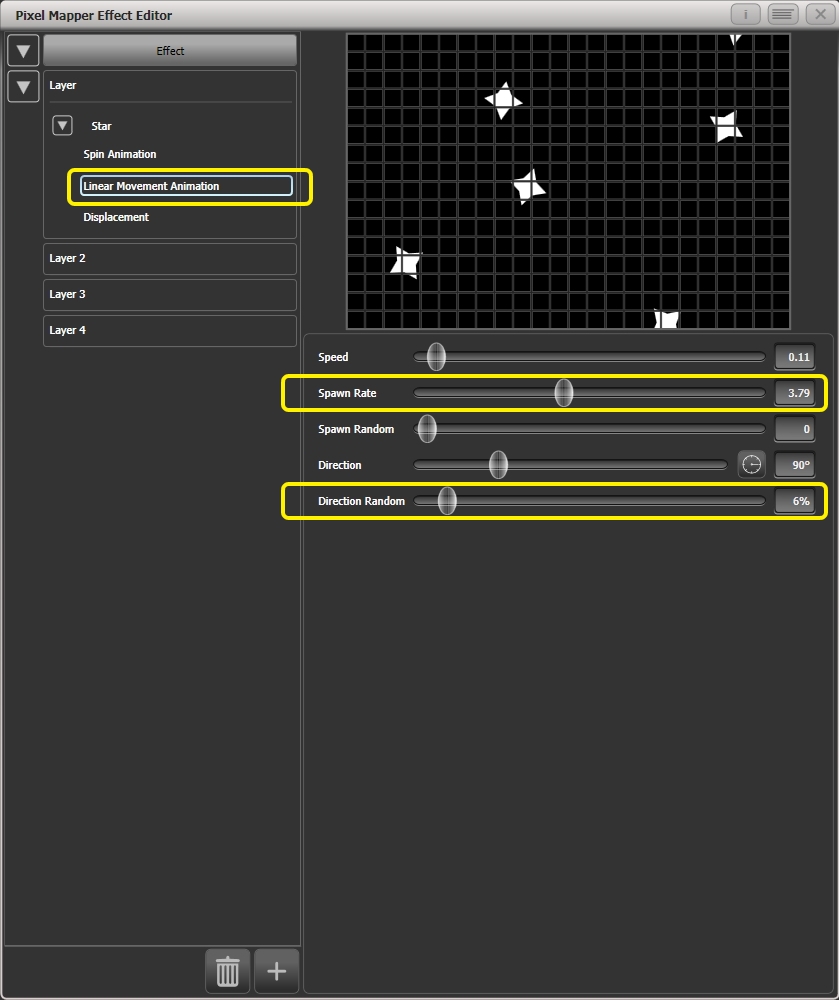 Pixel Mapper Effect Editor
i
Effect
Layer
Star
Spin Animation
Linear Movement Animation
Displacement
Layer 2
Layer 3
Layer 4
Speed 0.11
Spawn Rate 3.79
Spawn Random 0
Direction 90°
Direction Random 6%